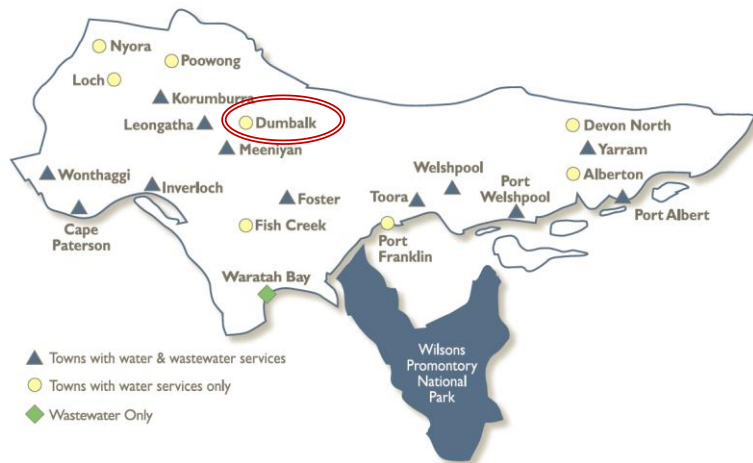 Nyora
Poowong
Loch
Korumburra
Leongatha
Dumbalk
Meeniyan
Devon North
Yarram
Alberton
Port Albert
Wonthaggi
Inverloch
Cape
Paterson
Foster
Fish Creek
Toora
Welshpool
Port
Welshpool
Port
Franklin
Waratah Bay
Wilsons
Promontory
National
Park
Towns with water & wastewater services
Towns with water services only
Wastewater Only